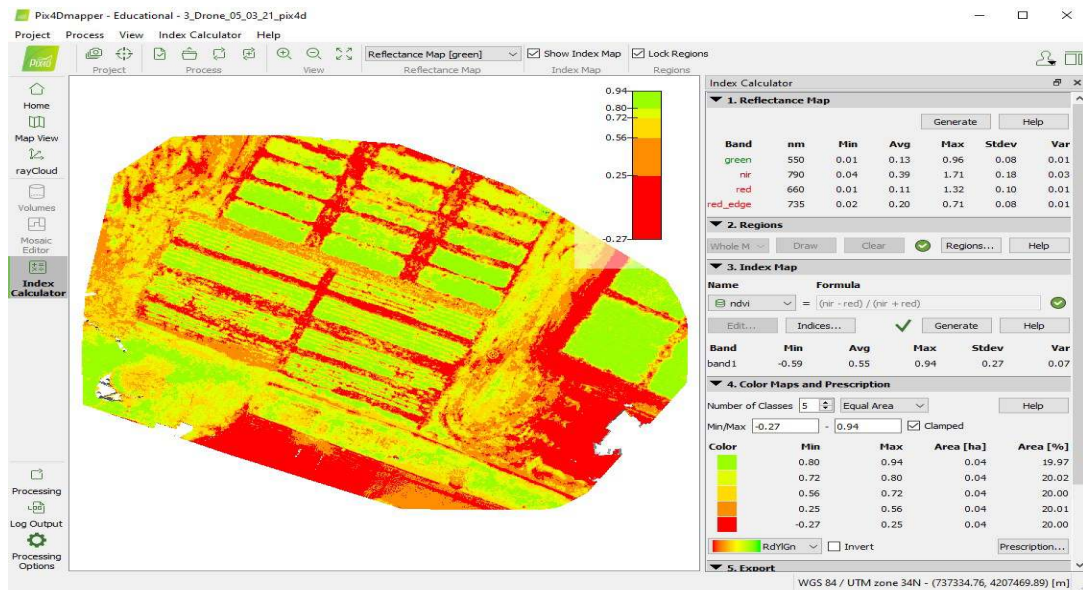 Pix4Dmapper - Educational - 3_Drone_05_03_21_pix4d
Project Process View Index Calculator Help
Pix4D
Project Process View
Reflectance Map [green]
Reflectance Map
Show Index Map
Index Map
Lock Regions
Regions
Home
Map View
rayCloud
Volumes
Mosaic
Editor
Index
Calculator
Processing
Log Output
Processing
Options
0.94
0.80
0.72
0.56
0.25
-0.27
Index Calculator
1. Reflectance Map
Generate Help
Band nm Min Avg Max Stdev Var
green 550 0.01 0.13 0.96 0.08 0.01
nir 790 0.04 0.39 1.71 0.18 0.03
red 660 0.01 0.11 1.32 0.10 0.01
red_edge 735 0.02 0.20 0.71 0.08 0.01
2. Regions
Whole M Draw Clear Regions... Help
3. Index Map
Name Formula
ndvi = (nir - red) / (nir + red)
Edit... Indices... Generate Help
Band Min Avg Max Stdev Var
band1 -0.59 0.55 0.94 0.27 0.07
4. Color Maps and Prescription
Number of Classes 5 Equal Area Help
Min/Max -0.27 - 0.94 Clamped
Color Min Max Area [ha] Area [%]
0.80 0.94 0.04 19.97
0.72 0.80 0.04 20.02
0.56 0.72 0.04 20.00
0.25 0.56 0.04 20.01
-0.27 0.25 0.04 20.00
RdYlGn Invert Prescription...
5. Export
WGS 84 / UTM zone 34N - (737334.76, 4207469.89) [m]